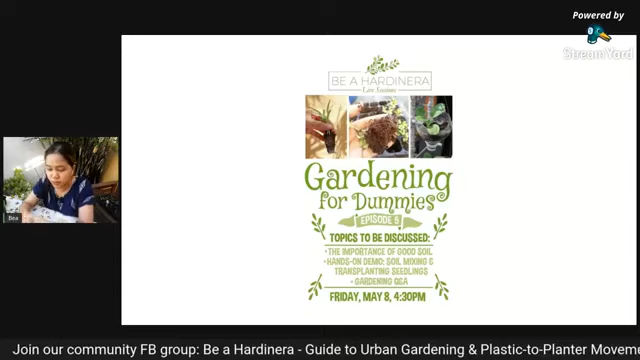 Powered by
StreamYard
BE A HARDINERA
Live Sessions
Gardening
for Dummies
EPISODE 5
TOPICS TO BE DISCUSSED:
• THE IMPORTANCE OF GOOD SOIL
• HANDS-ON DEMO: SOIL MIXING &
TRANSPLANTING SEEDLINGS
• GARDENING Q&A
FRIDAY, MAY 8, 4:30PM
Bea
Join our community FB group: Be a Hardinera - Guide to Urban Gardening & Plastic-to-Planter Moveme